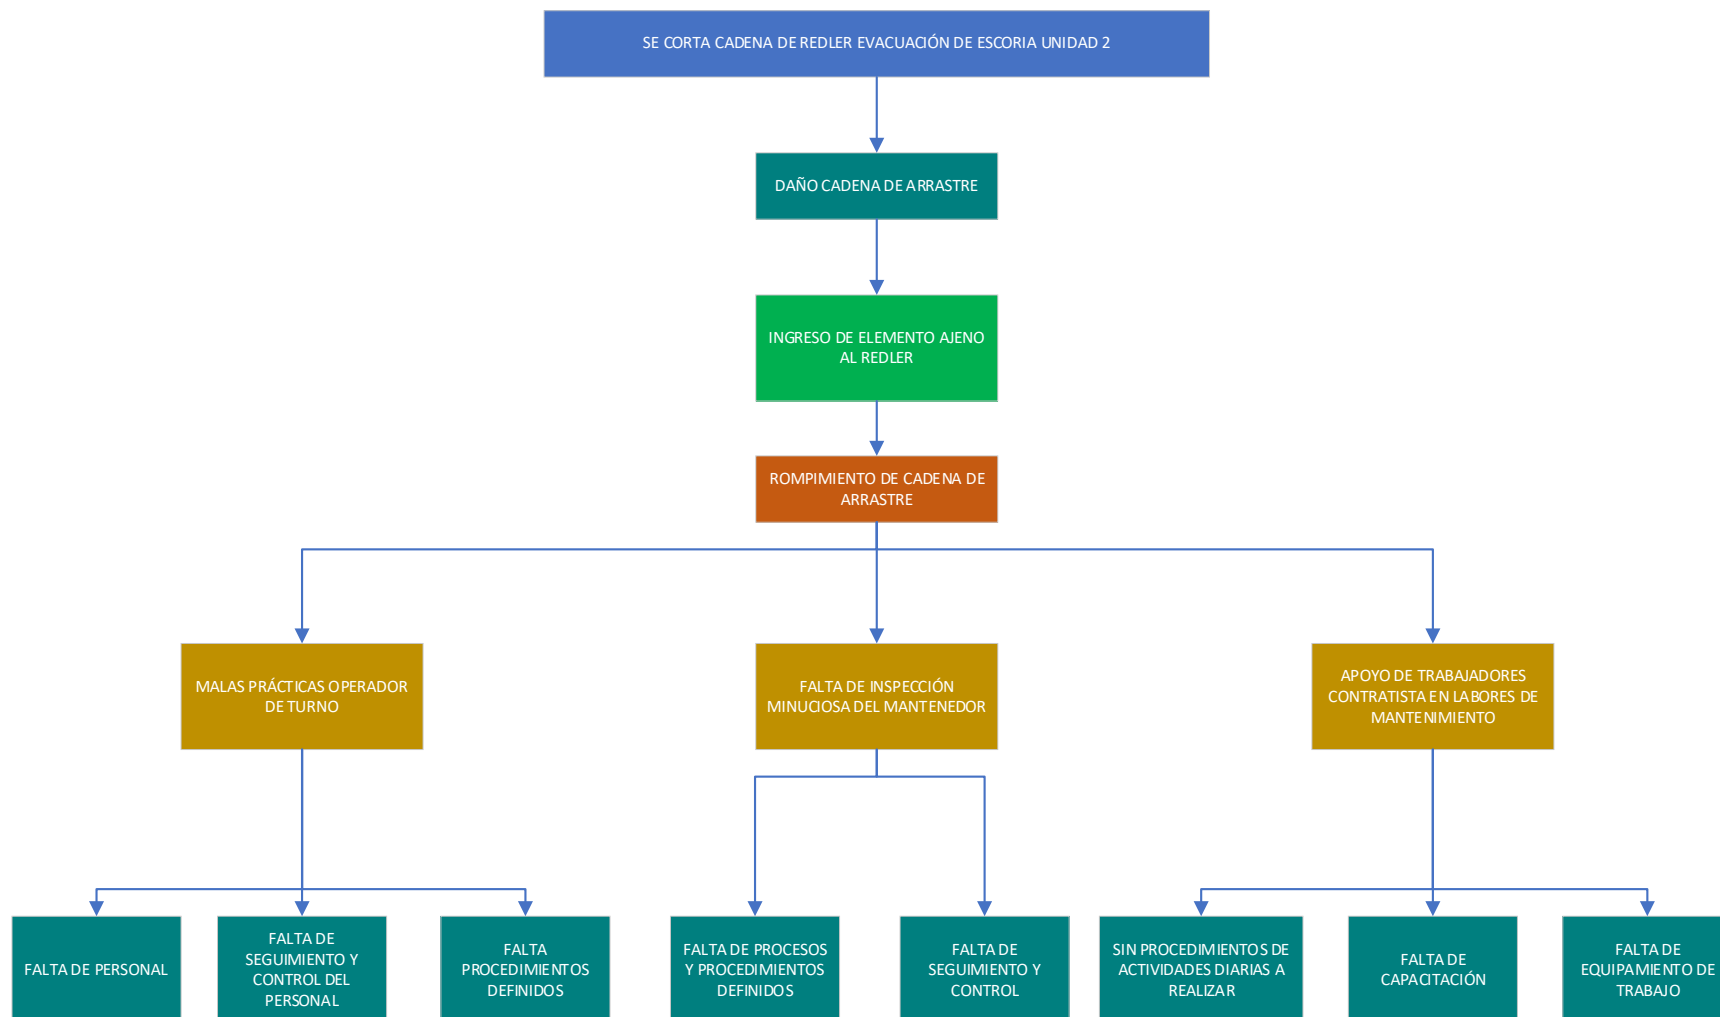 SE CORTA CADENA DE REDLER EVACUACIÓN DE ESCORIA UNIDAD 2
DAÑO CADENA DE ARRASTRE
INGRESO DE ELEMENTO AJENO
AL REDLER
ROMPIMIENTO DE CADENA DE
ARRASTRE
MALAS PRÁCTICAS OPERADOR
DE TURNO
FALTA DE INSPECCIÓN
MINUCIOSA DEL MANTENEDOR
APOYO DE TRABAJADORES
CONTRATISTA EN LABORES DE
MANTENIMIENTO
FALTA DE PERSONAL
FALTA DE
SEGUIMIENTO Y
CONTROL DEL
PERSONAL
FALTA
PROCEDIMIENTOS
DEFINIDOS
FALTA DE PROCESOS
Y PROCEDIMIENTOS
DEFINIDOS
FALTA DE
SEGUIMIENTO Y
CONTROL
SIN PROCEDIMIENTOS DE
ACTIVIDADES DIARIAS A
REALIZAR
FALTA DE
CAPACITACIÓN
FALTA DE
EQUIPAMIENTO DE
TRABAJO